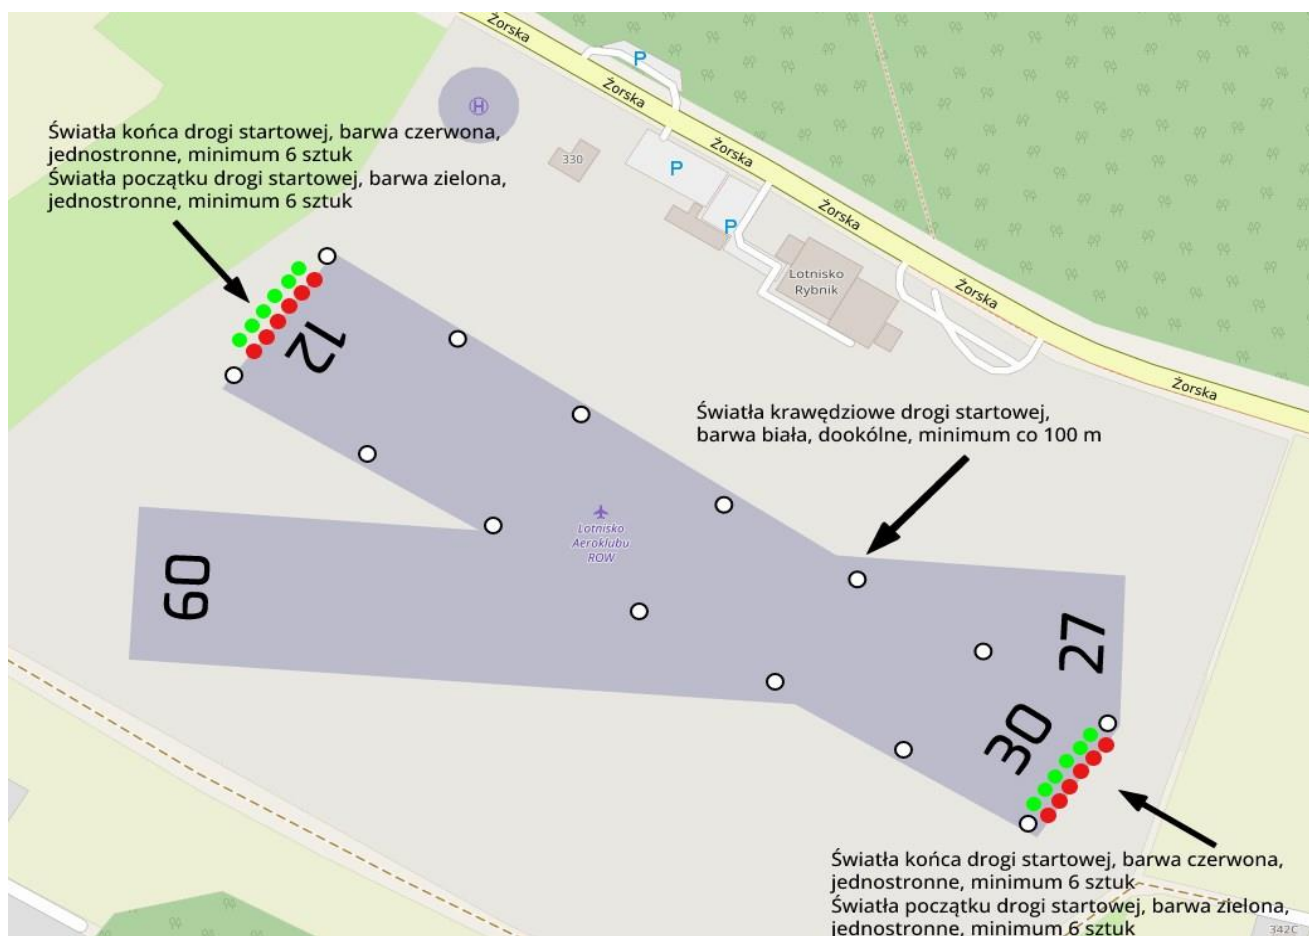 Żorska
P
Żorska
H
Światła końca drogi startowej, barwa czerwona,
jednostronne, minimum 6 sztuk
Światła początku drogi startowej, barwa zielona,
jednostronne, minimum 6 sztuk
330
P
Żorska
P
Żorska
Lotnisko
Rybnik
Żorska
Żorska
12
Światła krawędziowe drogi startowej,
barwa biała, dookólne, minimum co 100 m
Lotnisko
Aeroklubu
ROW
09
27
30
Światła końca drogi startowej, barwa czerwona,
jednostronne, minimum 6 sztuk
Światła początku drogi startowej, barwa zielona,
jednostronne, minimum 6 sztuk
342C